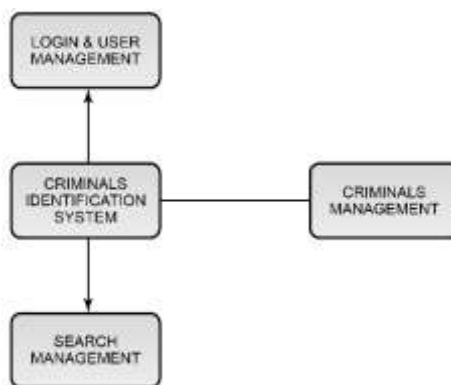 LOGIN & USER
MANAGEMENT
CRIMINALS
IDENTIFICATION
SYSTEM
CRIMINALS
MANAGEMENT
SEARCH
MANAGEMENT